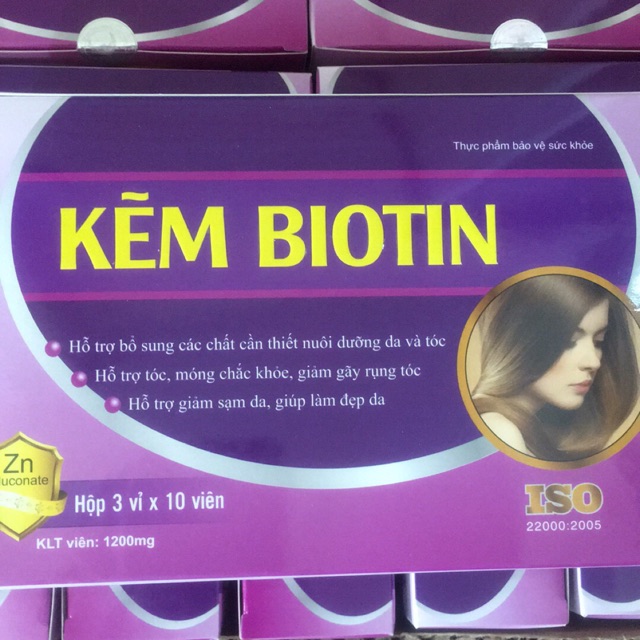 Thực phẩm bảo vệ sức khỏe
KẼM BIOTIN
Hỗ trợ bổ sung các chất cần thiết nuôi dưỡng da và tóc
Hỗ trợ tóc, móng chắc khỏe, giảm gãy rụng tóc
Hỗ trợ giảm sạm da, giúp làm đẹp da
Zn
Hộp 3 vỉ x 10 viên
KLT viên: 1200mg
ISO
22000:2005